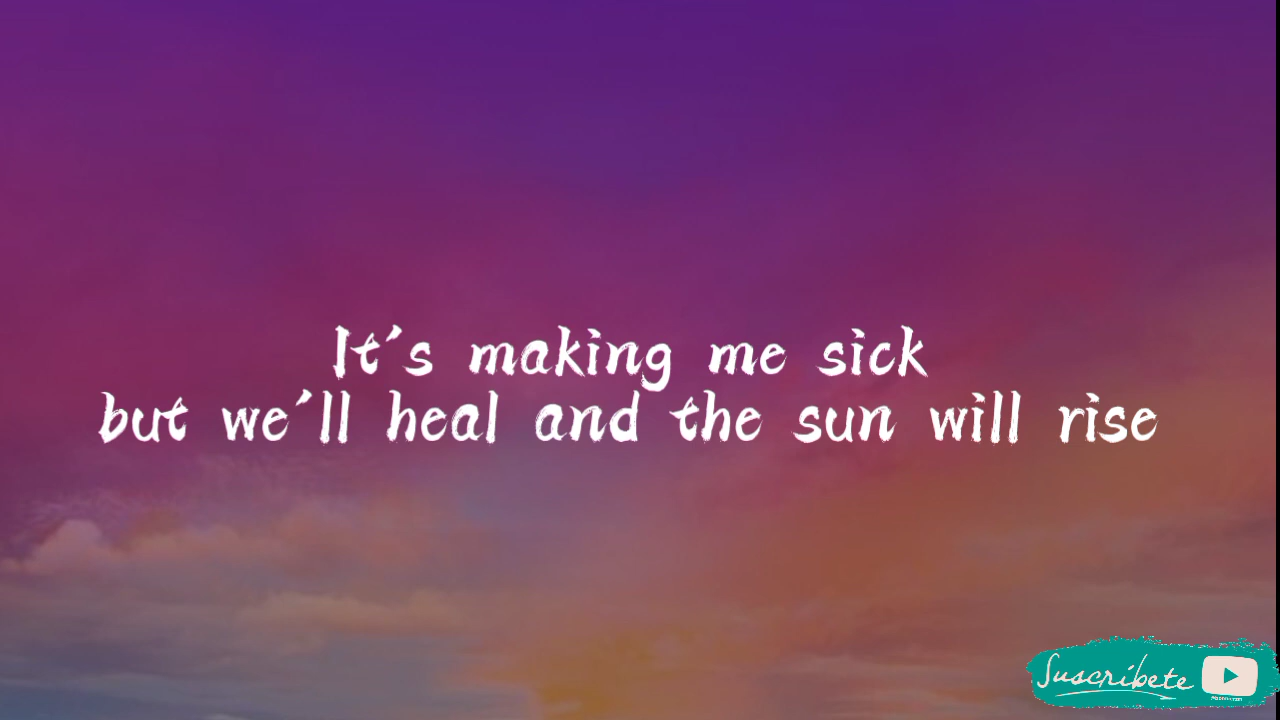 It's making me sick
but we'll heal and the sun will rise
Suscribete